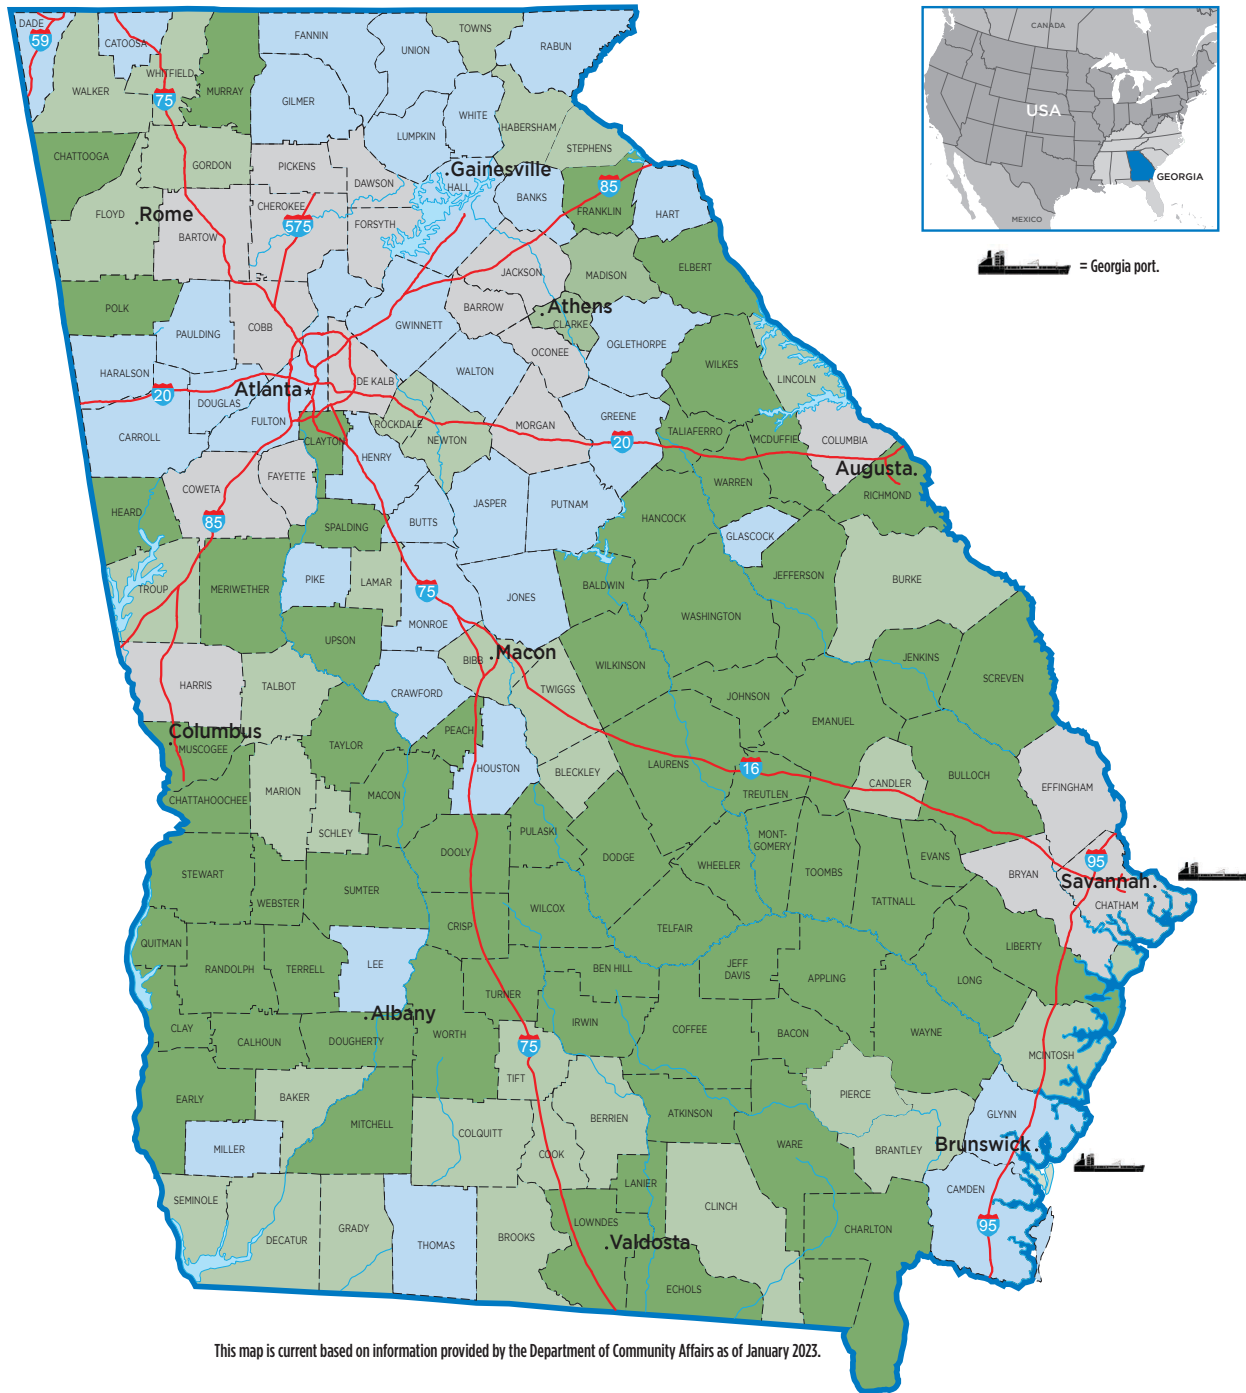 DADE
59
CATOOSA
FANNIN
UNION
TOWNS
RABUN
WHITFIELD
WALKER
75
MURRAY
GILMER
WHITE
LUMPKIN
HABERSHAM
STEPHENS
CHATTOOGA
GORDON
PICKENS
DAWSON
Gainesville
HALL
BANKS
85
FRANKLIN
HART
FLOYD
Rome
CHEROKEE
575
FORSYTH
BARTOW
JACKSON
MADISON
ELBERT
POLK
PAULDING
COBB
GWINNETT
BARROW
Athens
CLARKE
OCONEE
OGLETHORPE
WILKES
LINCOLN
HARALSON
20
DOUGLAS
Atlanta
DE KALB
WALTON
CARROLL
FULTON
CLAYTON
ROCKDALE
NEWTON
MORGAN
GREENE
20
TALIAFERRO
MCDUFFIE
COLUMBIA
Augusta
RICHMOND
HENRY
COWETA
FAYETTE
85
HEARD
SPALDING
BUTTS
JASPER
PUTNAM
HANCOCK
WARREN
GLASCOCK
TROUP
MERIWETHER
PIKE
LAMAR
75
MONROE
JONES
BALDWIN
WASHINGTON
JEFFERSON
BURKE
UPSON
BIBB
Macon
TWIGGS
WILKINSON
JENKINS
SCREVEN
HARRIS
TALBOT
CRAWFORD
PEACH
JOHNSON
EMANUEL
Columbus
MUSCOGEE
TAYLOR
HOUSTON
BLECKLEY
LAURENS
16
TREUTLEN
CANDLER
BULLOCH
EFFINGHAM
CHATTAHOOCHEE
MARION
MACON
SCHLEY
DOOLY
PULASKI
DODGE
WHEELER
MONT-
GOMERY
TOOMBS
EVANS
BRYAN
95
Savannah
CHATHAM
STEWART
WEBSTER
SUMTER
CRISP
WILCOX
TELFAIR
TATTNALL
LIBERTY
QUITMAN
RANDOLPH
TERRELL
LEE
BEN HILL
JEFF
DAVIS
APPLING
LONG
CLAY
CALHOUN
DOUGHERTY
Albany
WORTH
TURNER
75
IRWIN
COFFEE
BACON
WAYNE
MCINTOSH
EARLY
BAKER
MITCHELL
TIFT
BERRIEN
ATKINSON
PIERCE
GLYNN
MILLER
COLQUITT
COOK
WARE
BRANTLEY
Brunswick
SEMINOLE
DECATUR
GRADY
THOMAS
BROOKS
LANIER
LOWNDES
CLINCH
CHARLTON
CAMDEN
95
Valdosta
ECHOLS
CANADA
USA
GEORGIA
MEXICO
= Georgia port.
This map is current based on information provided by the Department of Community Affairs as of January 2023.